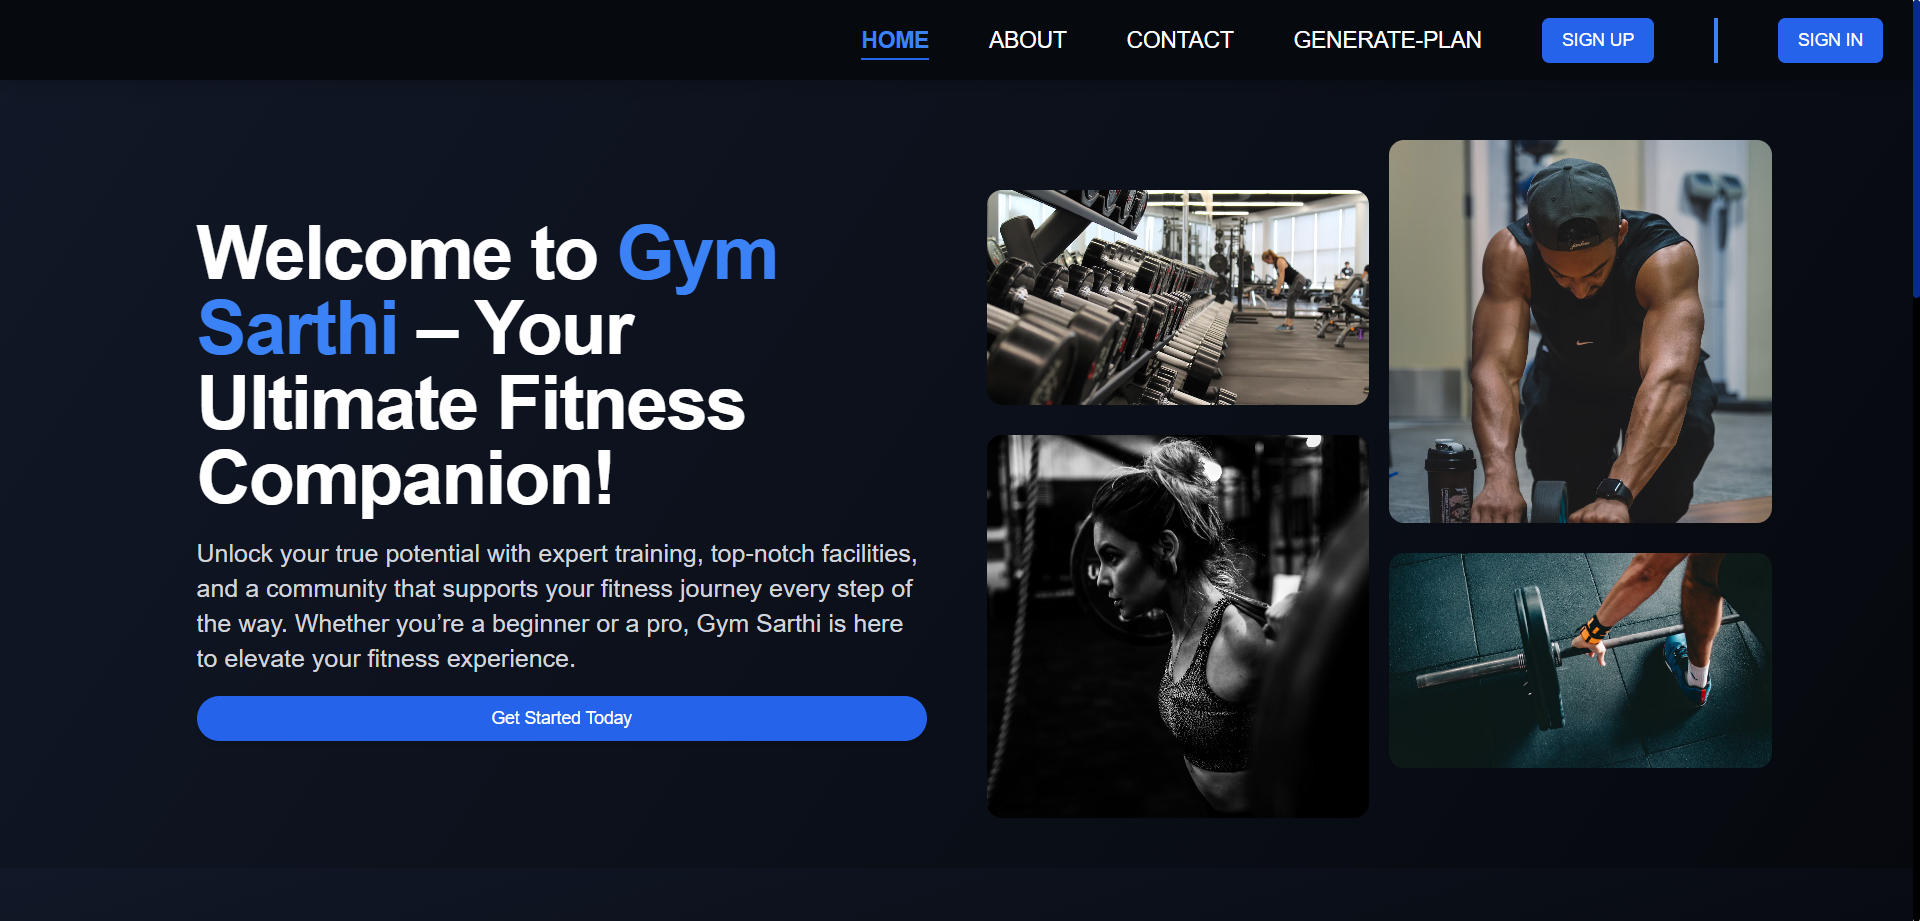 HOME ABOUT CONTACT GENERATE-PLAN SIGN UP SIGN IN
Welcome to Gym
Sarthi – Your
Ultimate Fitness
Companion!
Unlock your true potential with expert training, top-notch facilities,
and a community that supports your fitness journey every step of
the way. Whether you’re a beginner or a pro, Gym Sarthi is here
to elevate your fitness experience.
Get Started Today